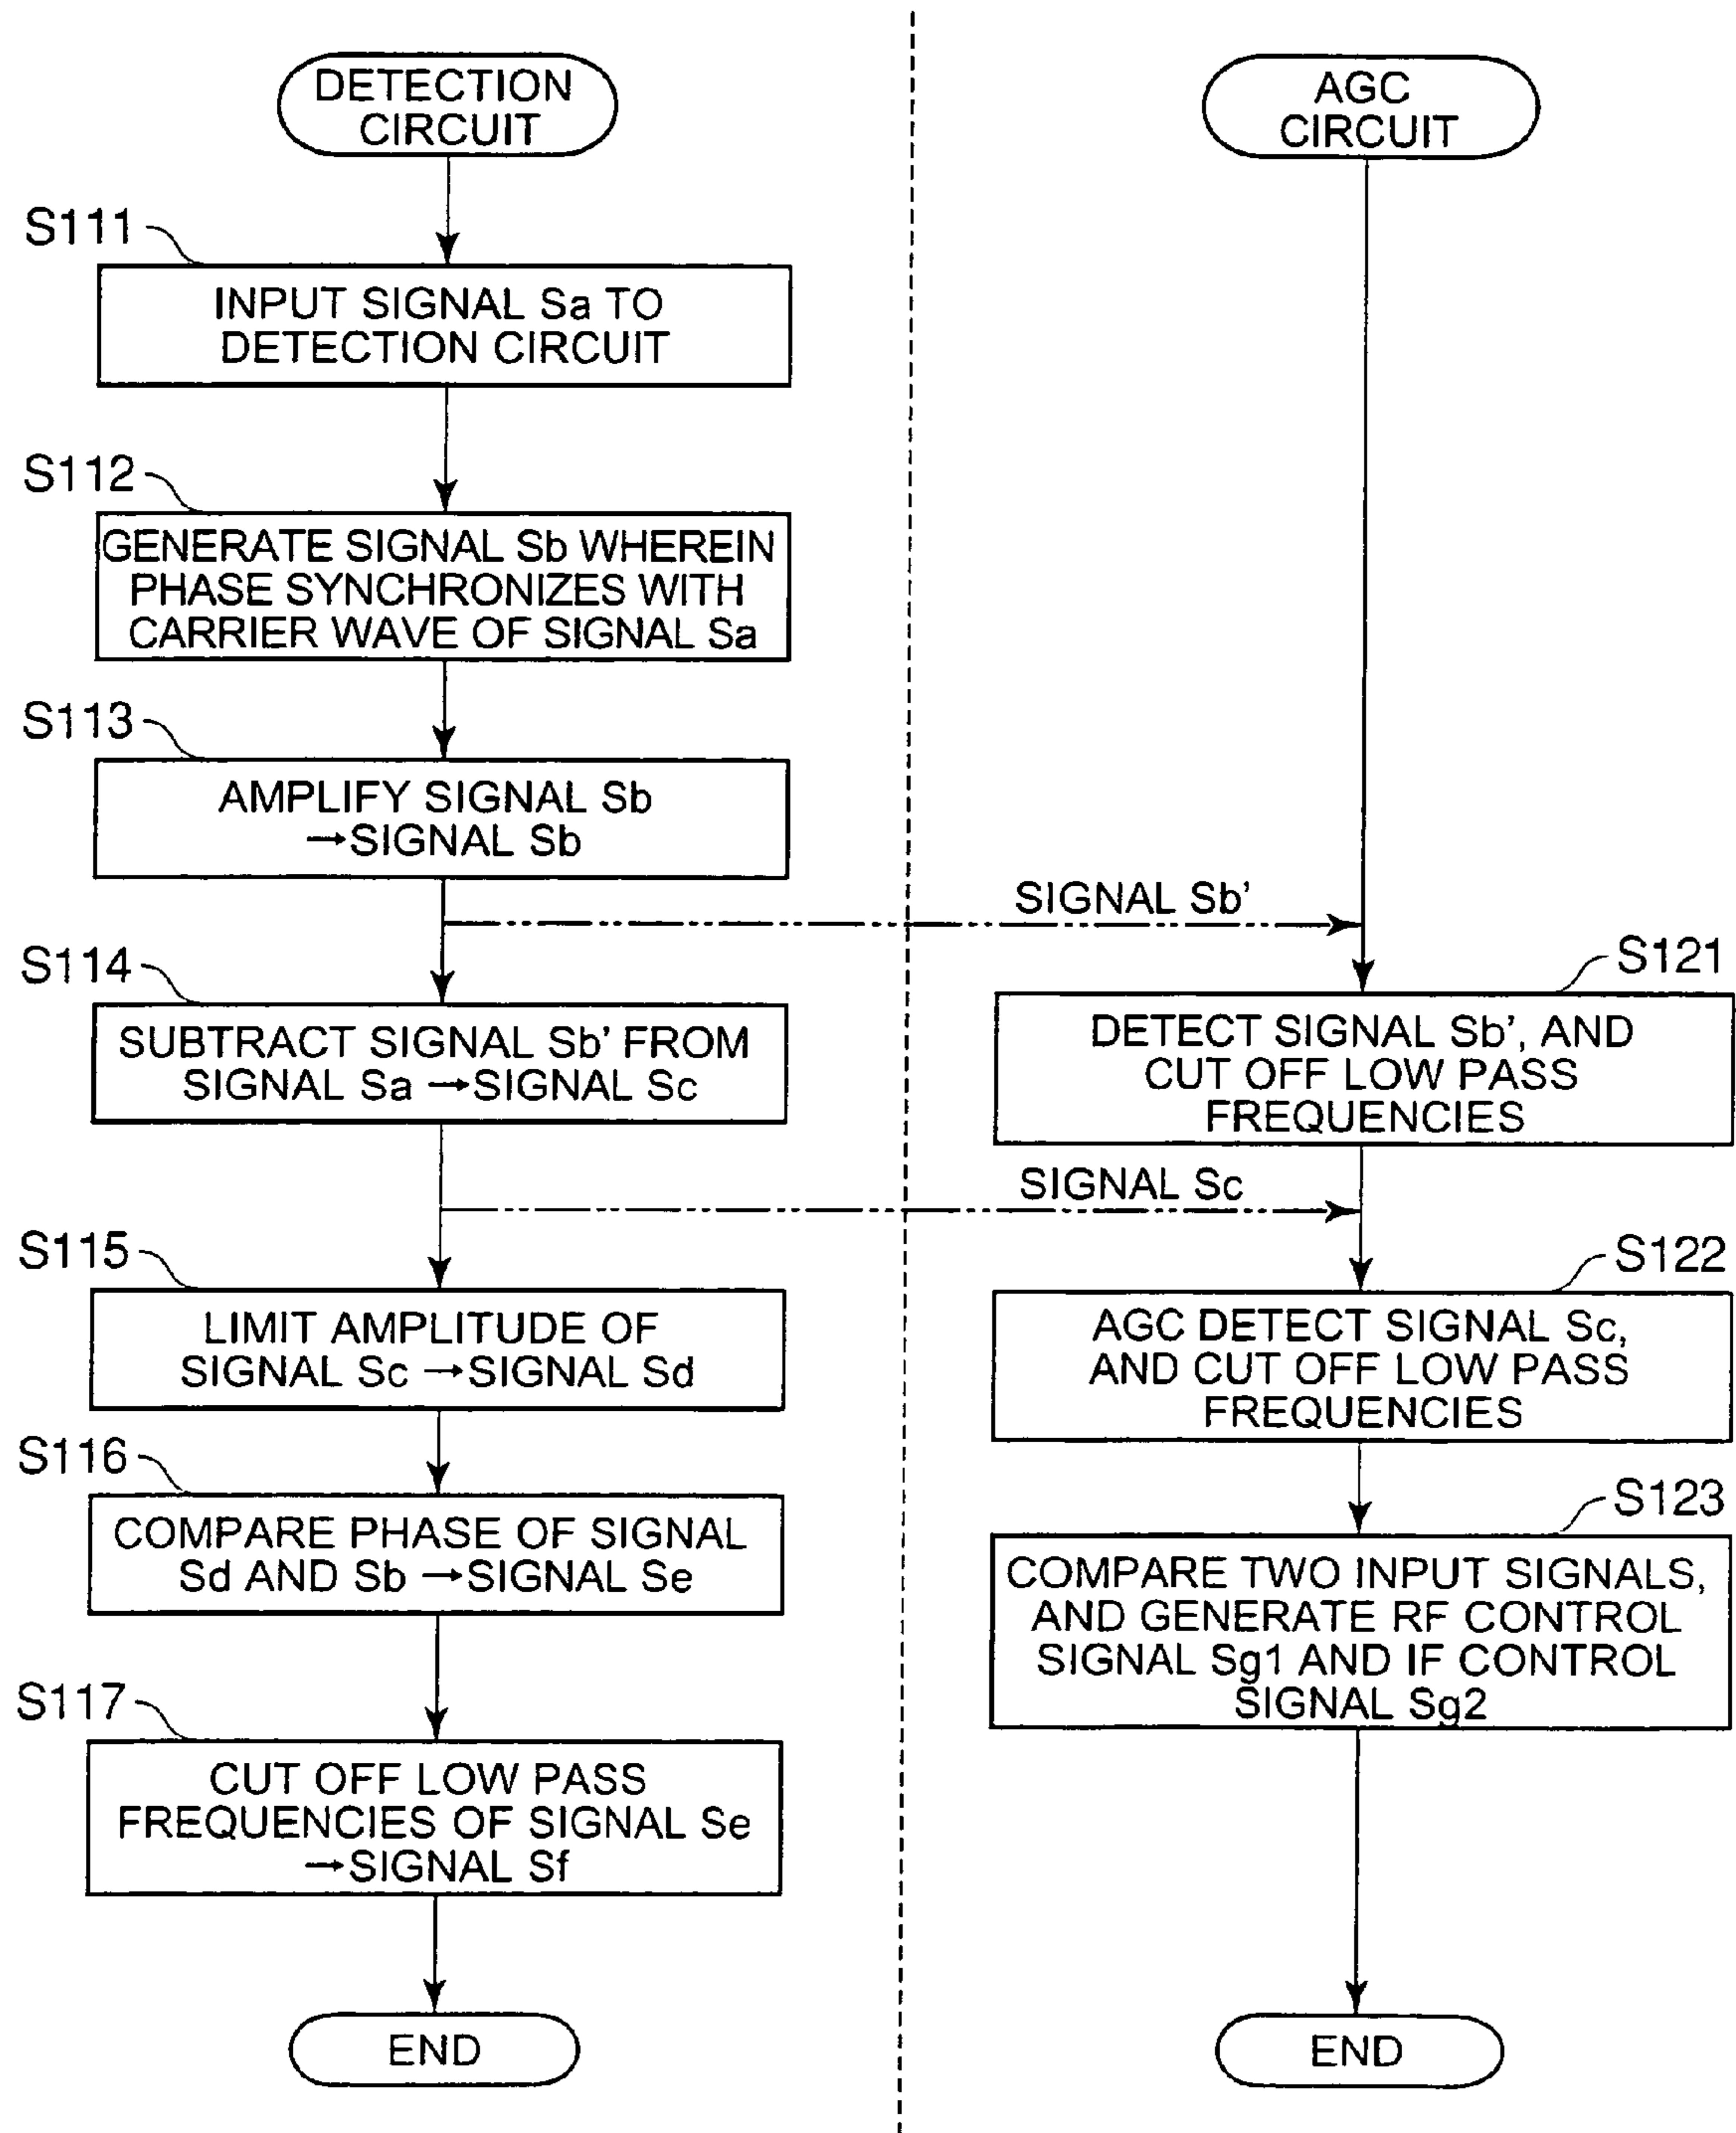 DETECTION
CIRCUIT
S111
INPUT SIGNAL Sa TO
DETECTION CIRCUIT
S112
GENERATE SIGNAL Sb WHEREIN
PHASE SYNCHRONIZES WITH
CARRIER WAVE OF SIGNAL Sa
S113
AMPLIFY SIGNAL Sb
→SIGNAL Sb
S114
SUBTRACT SIGNAL Sb’ FROM
SIGNAL Sa →SIGNAL Sc
S115
LIMIT AMPLITUDE OF
SIGNAL Sc →SIGNAL Sd
S116
COMPARE PHASE OF SIGNAL
Sd AND Sb →SIGNAL Se
S117
CUT OFF LOW PASS
FREQUENCIES OF SIGNAL Se
→SIGNAL Sf
END
AGC
CIRCUIT
SIGNAL Sb’
S121
DETECT SIGNAL Sb’, AND
CUT OFF LOW PASS
FREQUENCIES
SIGNAL Sc
S122
AGC DETECT SIGNAL Sc,
AND CUT OFF LOW PASS
FREQUENCIES
S123
COMPARE TWO INPUT SIGNALS,
AND GENERATE RF CONTROL
SIGNAL Sg1 AND IF CONTROL
SIGNAL Sg2
END